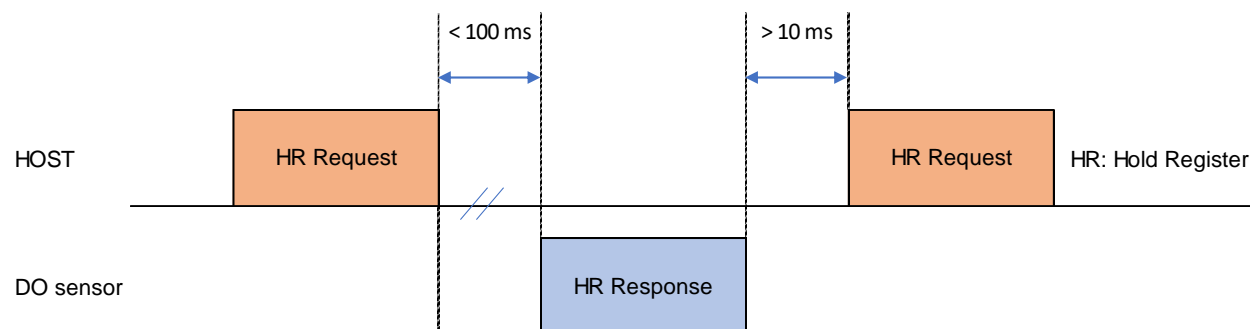 < 100 ms
> 10 ms
HOST
HR Request
HR Request
HR: Hold Register
DO sensor
HR Response